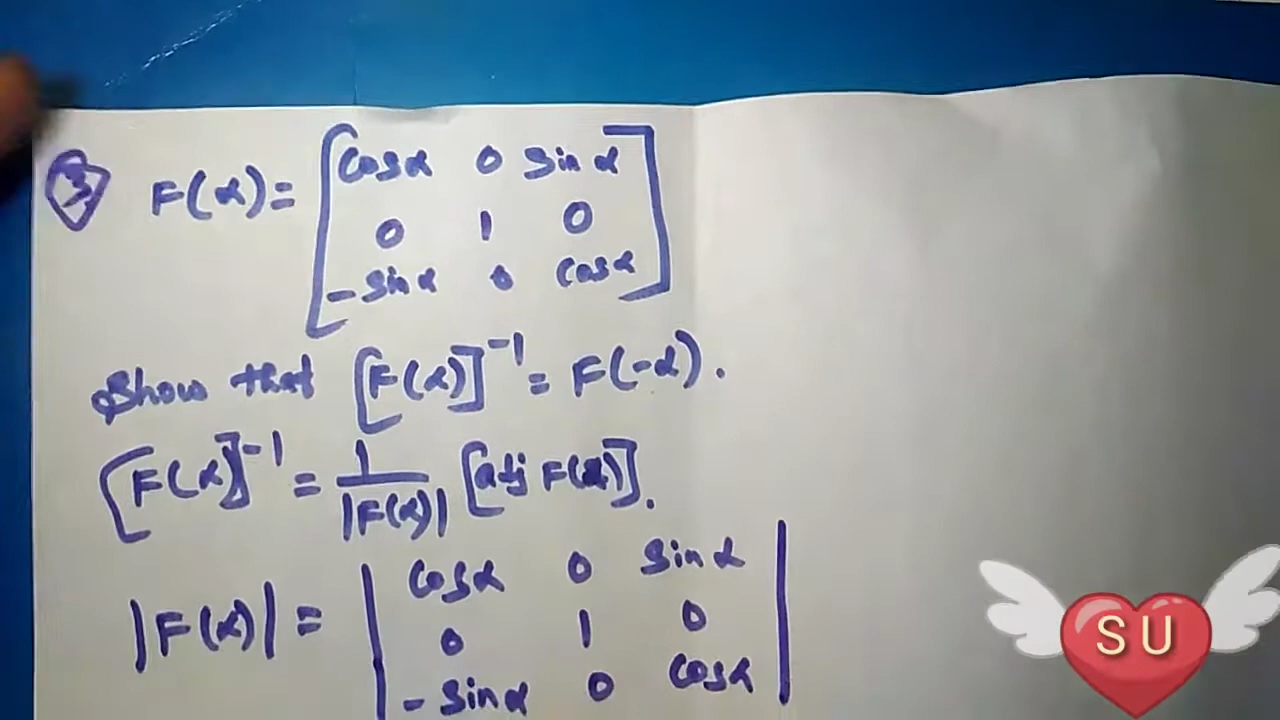 ③ F(α) = [cosα 0 sinα
0 1 0
-sinα 0 cosα]
Show that [F(α)]⁻¹ = F(-α).
[F(α)]⁻¹ = 1/|F(α)| [adj F(α)].
|F(α)| = | cosα 0 sinα
0 1 0
-sinα 0 cosα |
SU